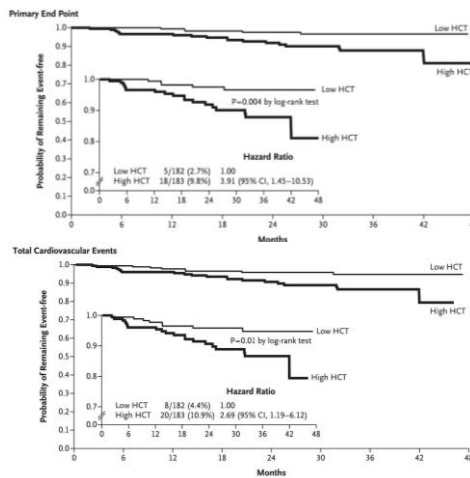 Primary End Point
Probability of Remaining Event-free
1.0
0.9
0.8
0.7
0.6
0.5
0.4
0.3
0.2
0.1
0.0
Low HCT
High HCT
1.0
0.9
0.8
0.7
0.0
Low HCT
P=0.004 by log-rank test
High HCT
Hazard Ratio
Low HCT 5/182 (2.7%) 1.00
High HCT 18/183 (9.8%) 3.91 (95% CI, 1.45–10.53)
0 6 12 18 24 30 36 42 48
0 6 12 18 24 30 36 42 48
Months
Total Cardiovascular Events
Probability of Remaining Event-free
1.0
0.9
0.8
0.7
0.6
0.5
0.4
0.3
0.2
0.1
0.0
Low HCT
High HCT
1.0
0.9
0.8
0.7
0.0
Low HCT
P=0.01 by log-rank test
High HCT
Hazard Ratio
Low HCT 8/182 (4.4%) 1.00
High HCT 20/183 (10.9%) 2.69 (95% CI, 1.19–6.12)
0 6 12 18 24 30 36 42 48
0 6 12 18 24 30 36 42 48
Months